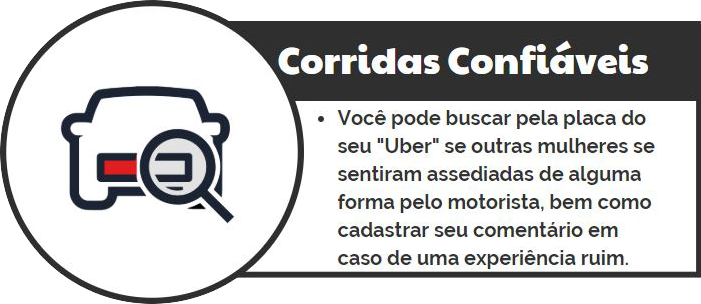 Corridas Confiáveis
• Você pode buscar pela placa do
seu "Uber" se outras mulheres se
sentiram assediadas de alguma
forma pelo motorista, bem como
cadastrar seu comentário em
caso de uma experiência ruim.